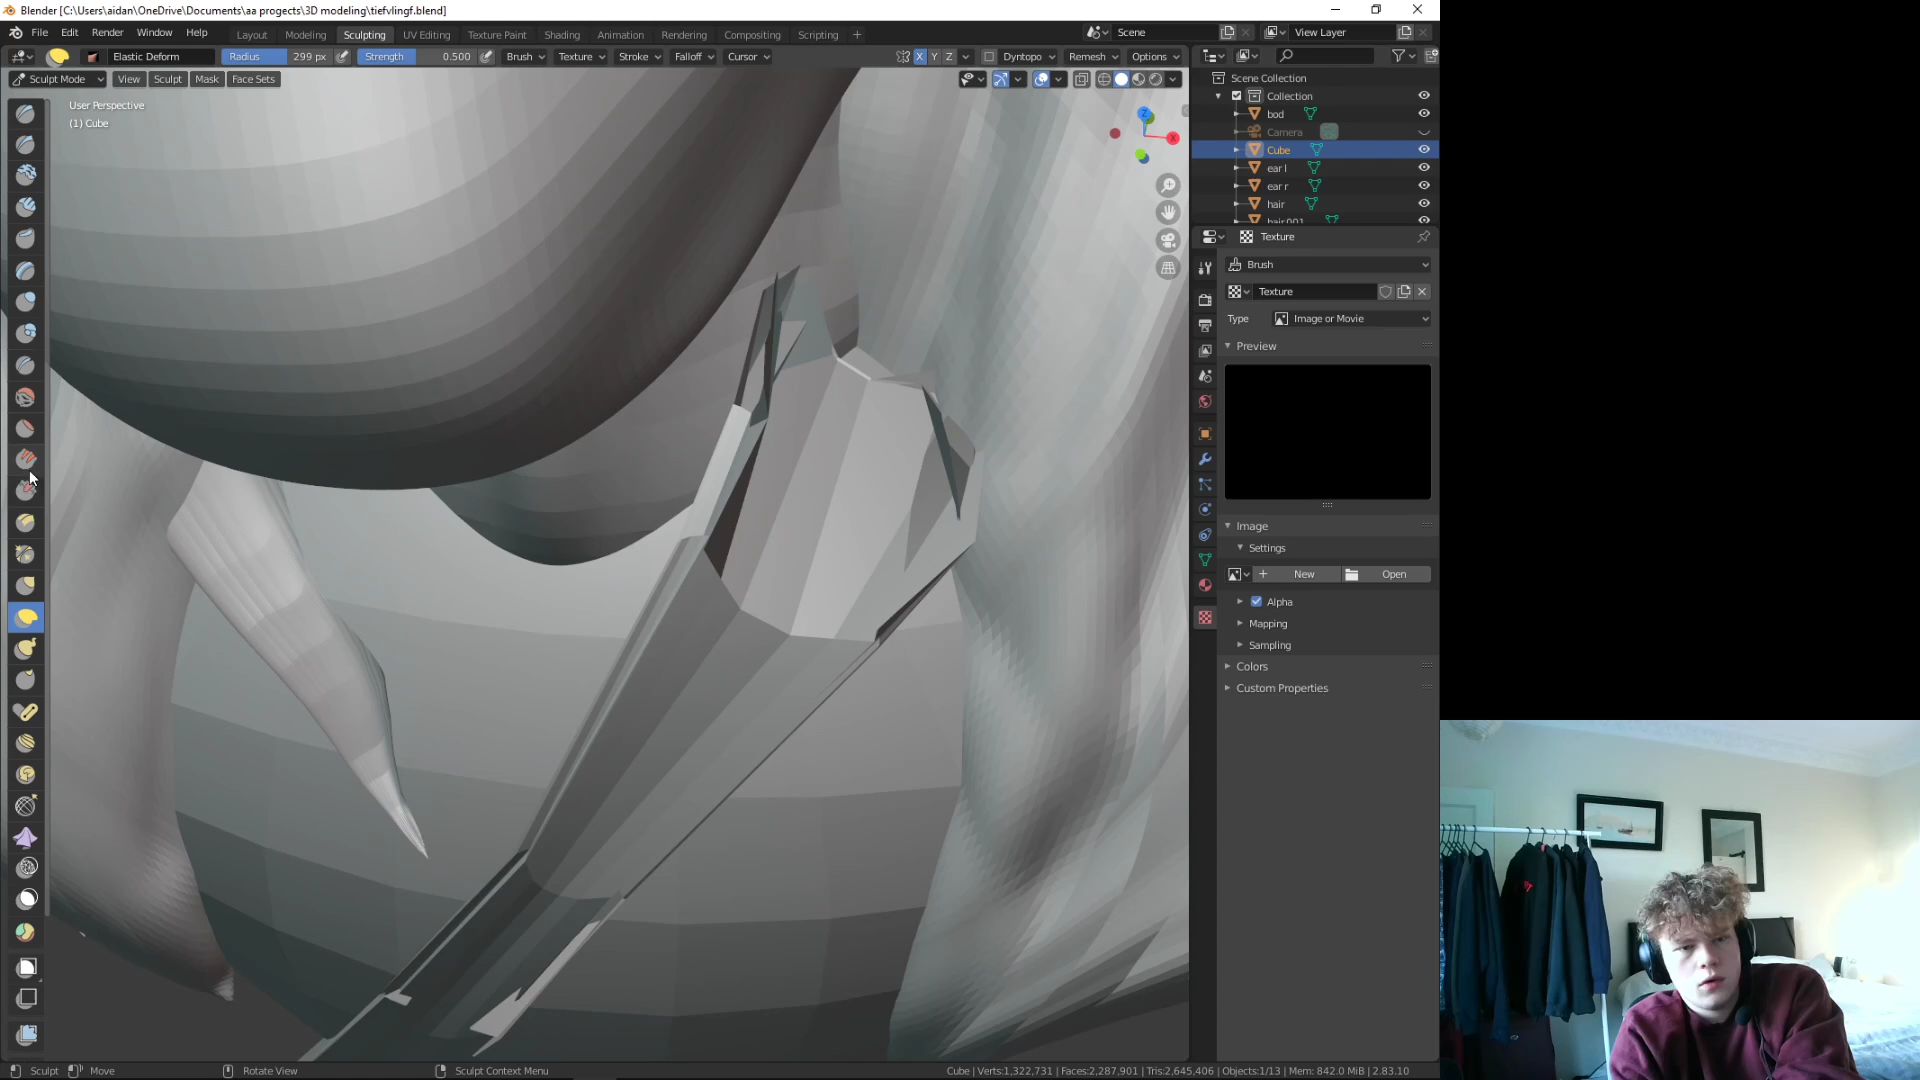 Blender [C:\Users\aidan\OneDrive\Documents\aa progects\3D modeling\tiefvlingf.blend]
File Edit Render Window Help Layout Modeling Sculpting UV Editing Texture Paint Shading Animation Rendering Compositing Scripting + Scene View Layer
Elastic Deform Radius 299 px Strength 0.500 Brush Texture Stroke Falloff Cursor X Y Z Dyntopo Remesh Options
Sculpt Mode View Sculpt Mask Face Sets
User Perspective
(1) Cube
Z
X
Scene Collection
Collection
bod
Camera
Cube
ear l
ear r
hair
hair.001
Texture
Brush
Texture
Type Image or Movie
Preview
Image
Settings
+ New Open
Alpha
Mapping
Sampling
Colors
Custom Properties
Sculpt Move Rotate View Sculpt Context Menu Cube | Verts:1,322,731 | Faces:2,287,901 | Tris:2,645,406 | Objects:1/13 | Mem: 842.0 MiB | 2.83.10